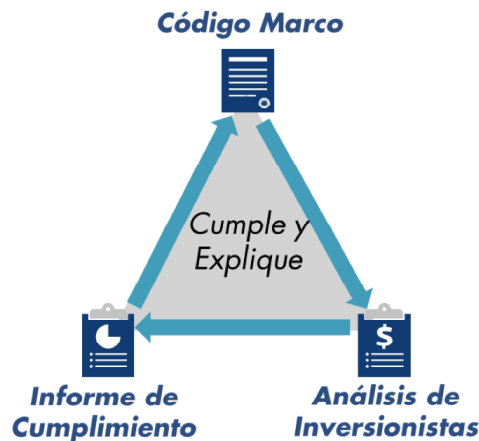 Código Marco
Cumple y
Explique
$
Informe de
Cumplimiento
Análisis de
Inversionistas